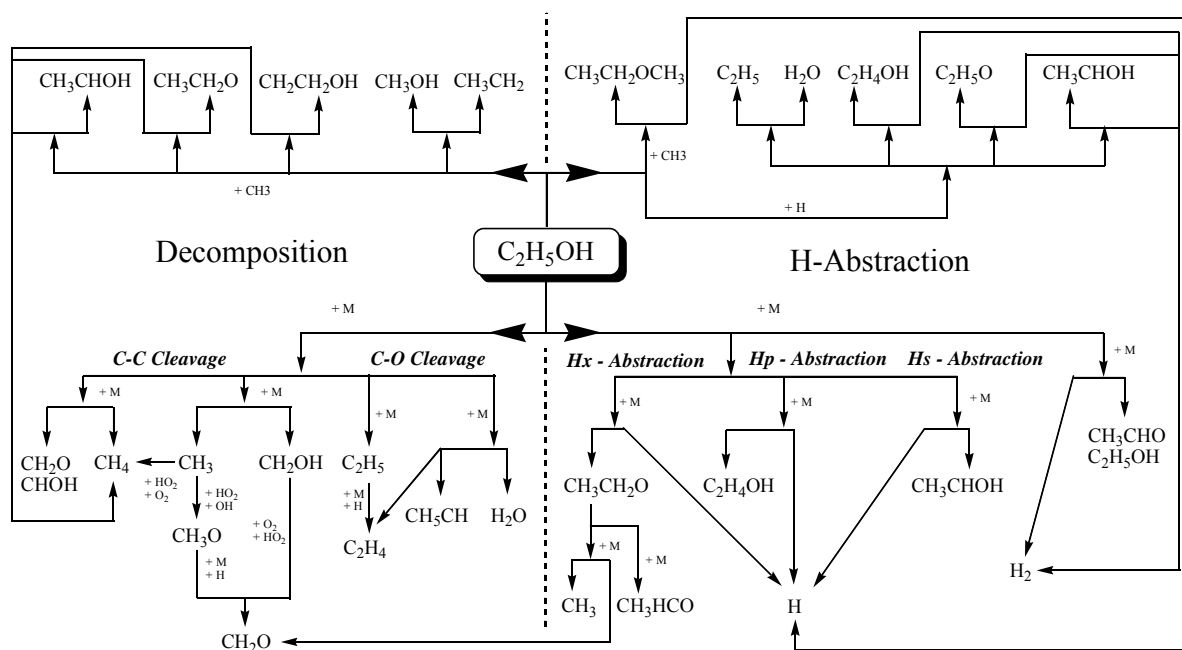 CH3CHOH
CH3CH2O
CH2CH2OH
CH3OH
CH3CH2
CH3CH2OCH3
C2H5
H2O
C2H4OH
C2H5O
CH3CHOH
+ CH3
+ CH3
+ H
Decomposition
C₂H₅OH
H-Abstraction
+ M
+ M
C-C Cleavage
C-O Cleavage
Hx - Abstraction
Hp - Abstraction
Hs - Abstraction
+ M
+ M
+ M
+ M
+ M
+ M
+ M
+ M
CH2O
CHOH
CH4
CH3
CH2OH
C2H5
CH3CH2O
C2H4OH
CH3CHOH
CH3CHO
C2H5OH
+ HO2
+ O2
+ HO2
+ OH
+ M
+ H
CH5CH
H2O
CH3O
+ O2
+ HO2
C2H4
+ M
+ H
+ M
+ M
H2
CH3
CH3HCO
H
CH2O